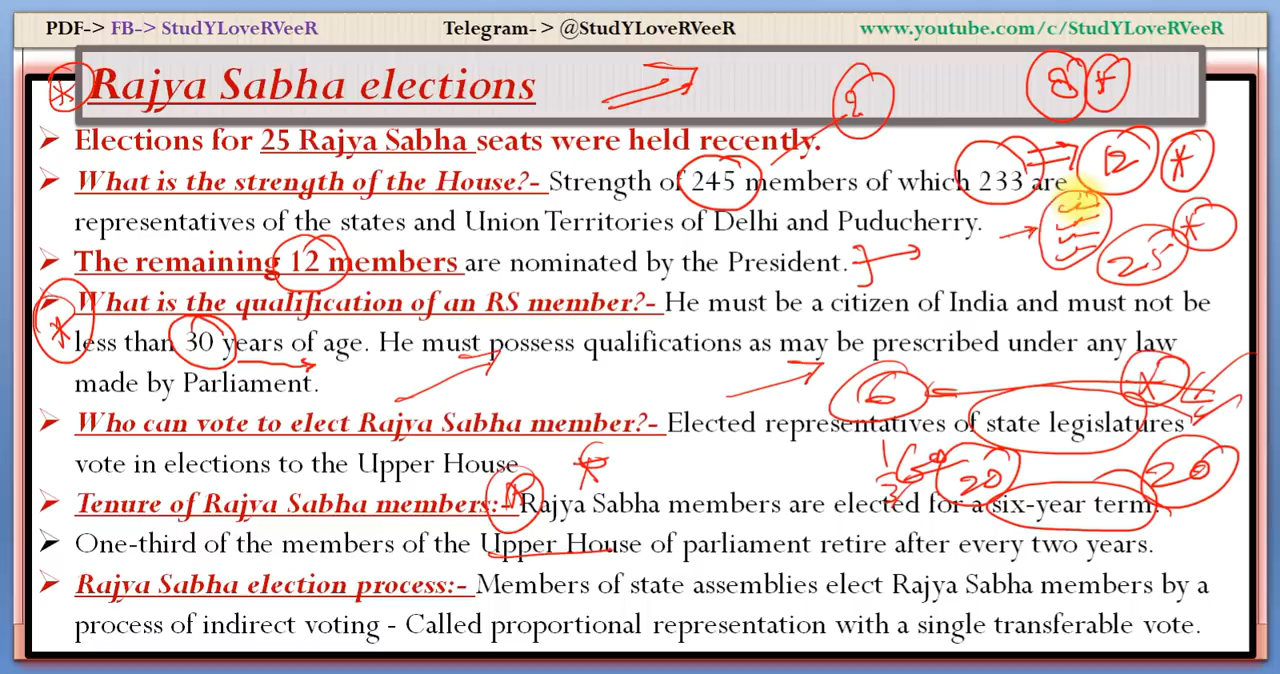 PDF-> FB-> StudYLoveRVeeR Telegram- > @StudYLoveRVeeR www.youtube.com/c/StudYLoveRVeeR
Rajya Sabha elections
8
2
Elections for 25 Rajya Sabha seats were held recently.
12
What is the strength of the House?- Strength of 245 members of which 233 are
representatives of the states and Union Territories of Delhi and Puducherry.
25
The remaining 12 members are nominated by the President.
What is the qualification of an RS member?- He must be a citizen of India and must not be
less than 30 years of age. He must possess qualifications as may be prescribed under any law
made by Parliament.
6
Who can vote to elect Rajya Sabha member?- Elected representatives of state legislatures
vote in elections to the Upper House
20 20
Tenure of Rajya Sabha members:- Rajya Sabha members are elected for a six-year term.
One-third of the members of the Upper House of parliament retire after every two years.
Rajya Sabha election process:- Members of state assemblies elect Rajya Sabha members by a
process of indirect voting - Called proportional representation with a single transferable vote.